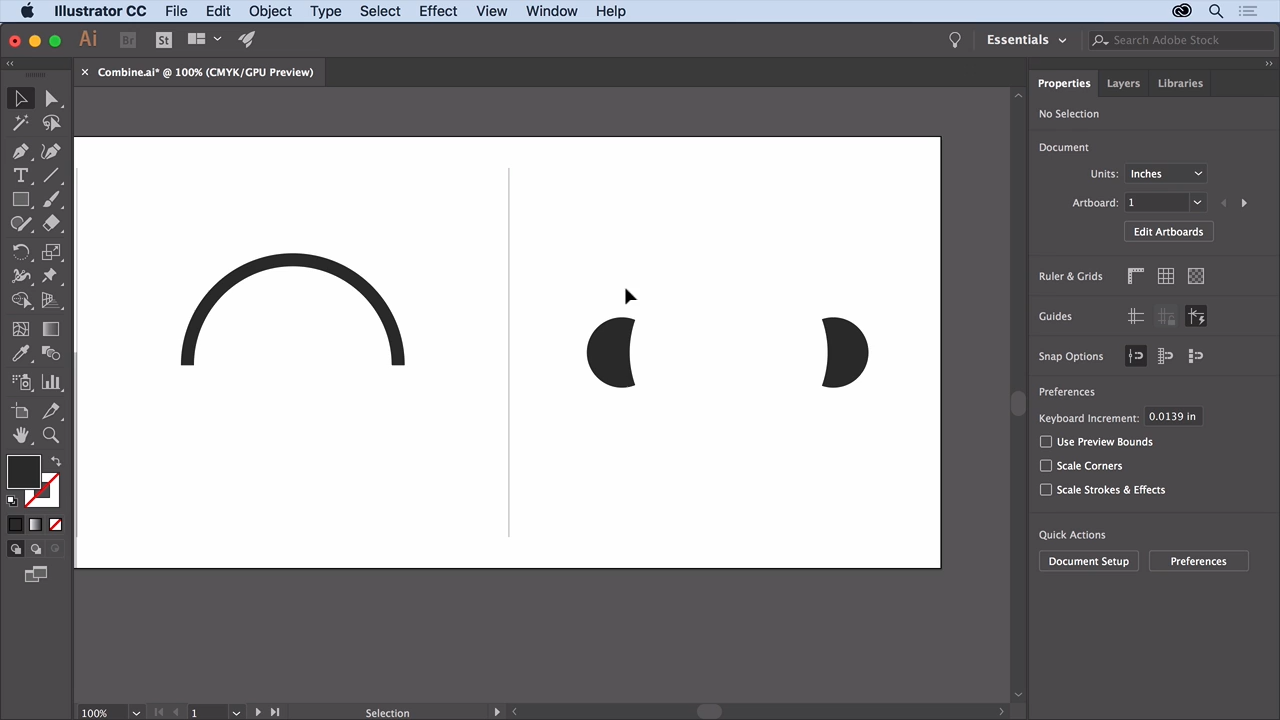 Illustrator CC File Edit Object Type Select Effect View Window Help
Ai Br St Essentials Search Adobe Stock
× Combine.ai* @ 100% (CMYK/GPU Preview)
Properties Layers Libraries
No Selection
Document
Units: Inches
Artboard: 1
Edit Artboards
Ruler & Grids
Guides
Snap Options
Preferences
Keyboard Increment: 0.0139 in
Use Preview Bounds
Scale Corners
Scale Strokes & Effects
Quick Actions
Document Setup Preferences
100% 1 Selection